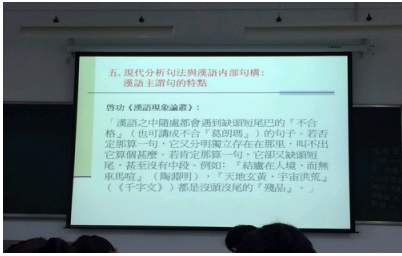 五. 現代分析句法與漢語內部句構:
漢語主謂句的特點
啓功《漢語現象論叢》:
「漢語之中隨處都會遇到缺頭短尾巴的『不合
格』（也可講成不合『葛朗瑪』）的句子。若否
定那算一句，它又分明獨立存在在那里，叫不出
它算個甚麼。若肯定那算一句，它卻又缺頭短
尾，甚至沒有中段。例如:『結廬在人境，而無
車馬喧』（陶淵明），『天地玄黃，宇宙洪荒』
（《千字文》）都是沒頭沒尾的『殘品』。」